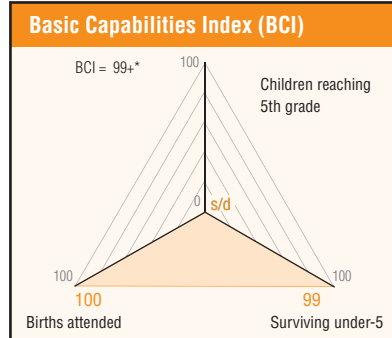 Basic Capabilities Index (BCI)
BCI = 99+*
100
Children reaching
5th grade
0
s/d
100
100
100
99
Births attended
Surviving under-5